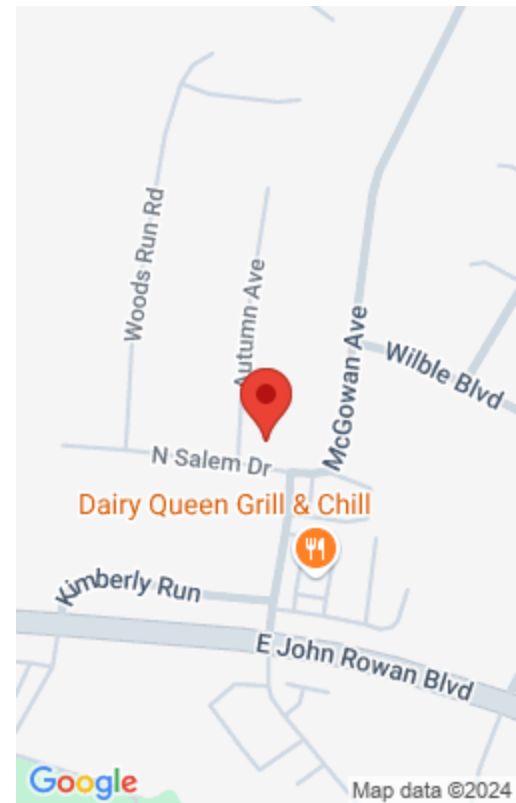 Woods Run Rd
Autumn Ave
McGowan Ave
Wilble Blvd
N Salem Dr
Dairy Queen Grill & Chill
Kimberly Run
E John Rowan Blvd
Google
Map data ©2024